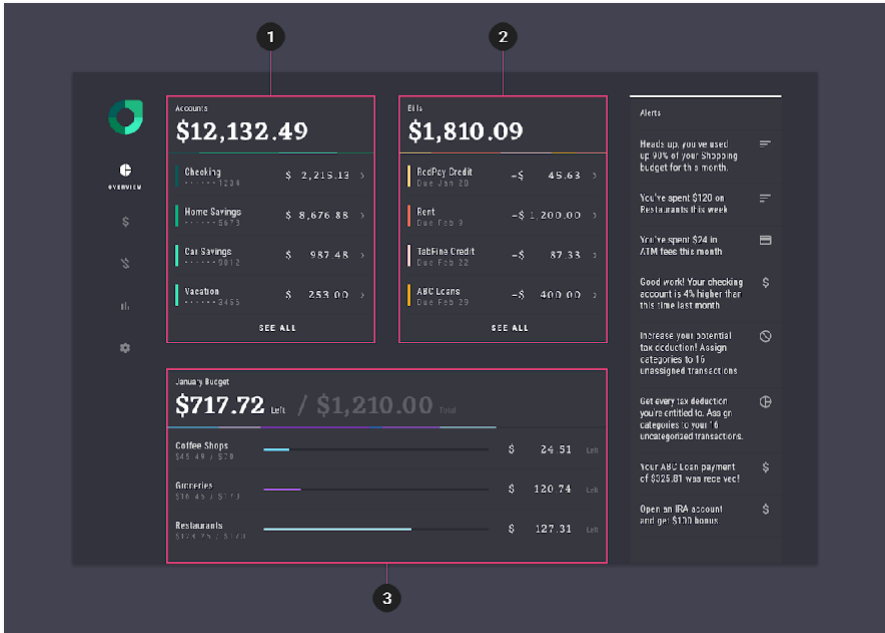 1
2
Accounts
$12,132.49
Checking
$ 2,215.13
······1234
Home Savings
$ 8,676.88
Car Savings
$ 987.48
Vacation
$ 253.00
SEE ALL
Bills
$1,810.09
RedPay Credit
-$ 45.63
Due Jan 29
Rent
-$ 1,200.00
Due Feb 9
TabFine Credit
-$ 87.33
Due Feb 22
ABC Loans
-$ 400.00
Due Feb 29
SEE ALL
OVERVIEW
January Budget
$717.72 Left / $1,210.00 Total
Coffee Shops
$ 24.51 Left
$45.49 / $70
Groceries
$ 120.74 Left
Restaurants
$ 127.31 Left
Alerts
Heads up, you've used
up 90% of your Shopping
budget for this month.
You've spent $120 on
Restaurants this week
You've spent $24 in
ATM fees this month
Good work! Your checking
account is 4% higher than
this time last month
Increase your potential
tax deduction! Assign
categories to 16
unassigned transactions
Get every tax deduction
you're entitled to. Assign
categories to your 16
uncategorized transactions.
Your ABC Loan payment
of $325.81 was received!
Open an IRA account
and get $100 bonus
3